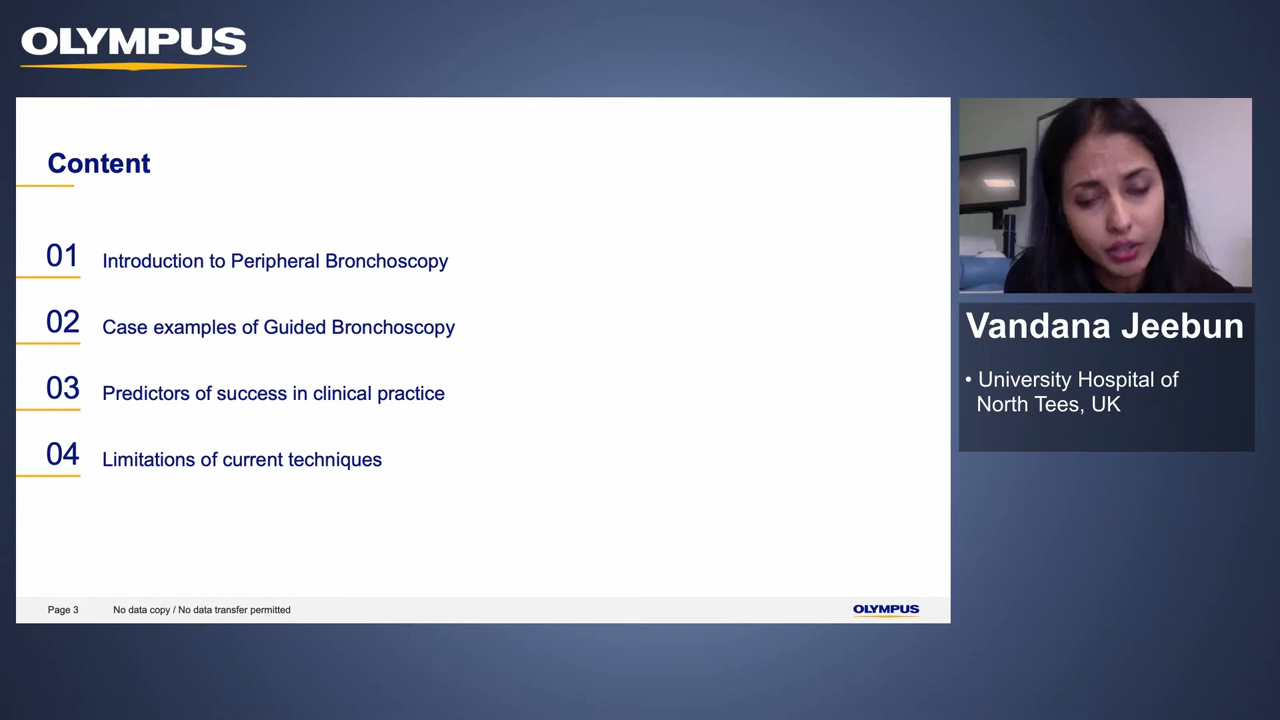 OLYMPUS
Content
01 Introduction to Peripheral Bronchoscopy
02 Case examples of Guided Bronchoscopy
03 Predictors of success in clinical practice
04 Limitations of current techniques
Page 3 No data copy / No data transfer permitted OLYMPUS
Vandana Jeebun
• University Hospital of
North Tees, UK